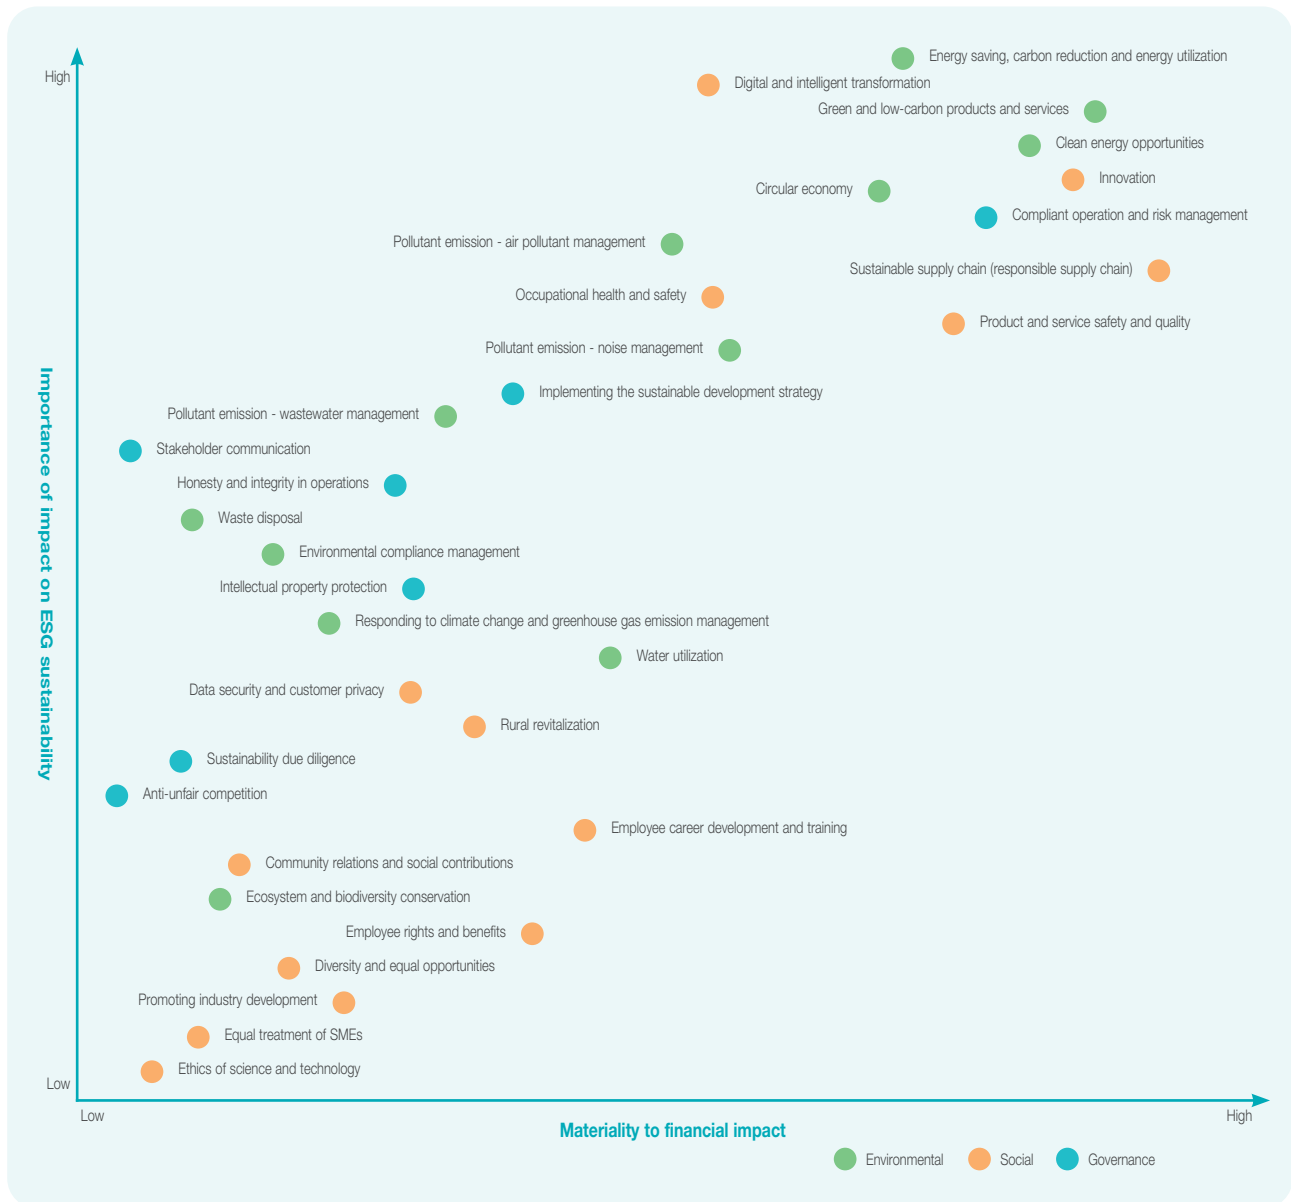 High
Energy saving, carbon reduction and energy utilization
Digital and intelligent transformation
Green and low-carbon products and services
Clean energy opportunities
Innovation
Circular economy
Compliant operation and risk management
Pollutant emission - air pollutant management
Sustainable supply chain (responsible supply chain)
Occupational health and safety
Product and service safety and quality
Pollutant emission - noise management
Implementing the sustainable development strategy
Pollutant emission - wastewater management
Stakeholder communication
Honesty and integrity in operations
Waste disposal
Environmental compliance management
Intellectual property protection
Responding to climate change and greenhouse gas emission management
Water utilization
Data security and customer privacy
Rural revitalization
Sustainability due diligence
Anti-unfair competition
Employee career development and training
Community relations and social contributions
Ecosystem and biodiversity conservation
Employee rights and benefits
Diversity and equal opportunities
Promoting industry development
Equal treatment of SMEs
Ethics of science and technology
Importance of impact on ESG sustainability
Low
Low
High
Materiality to financial impact
Environmental
Social
Governance